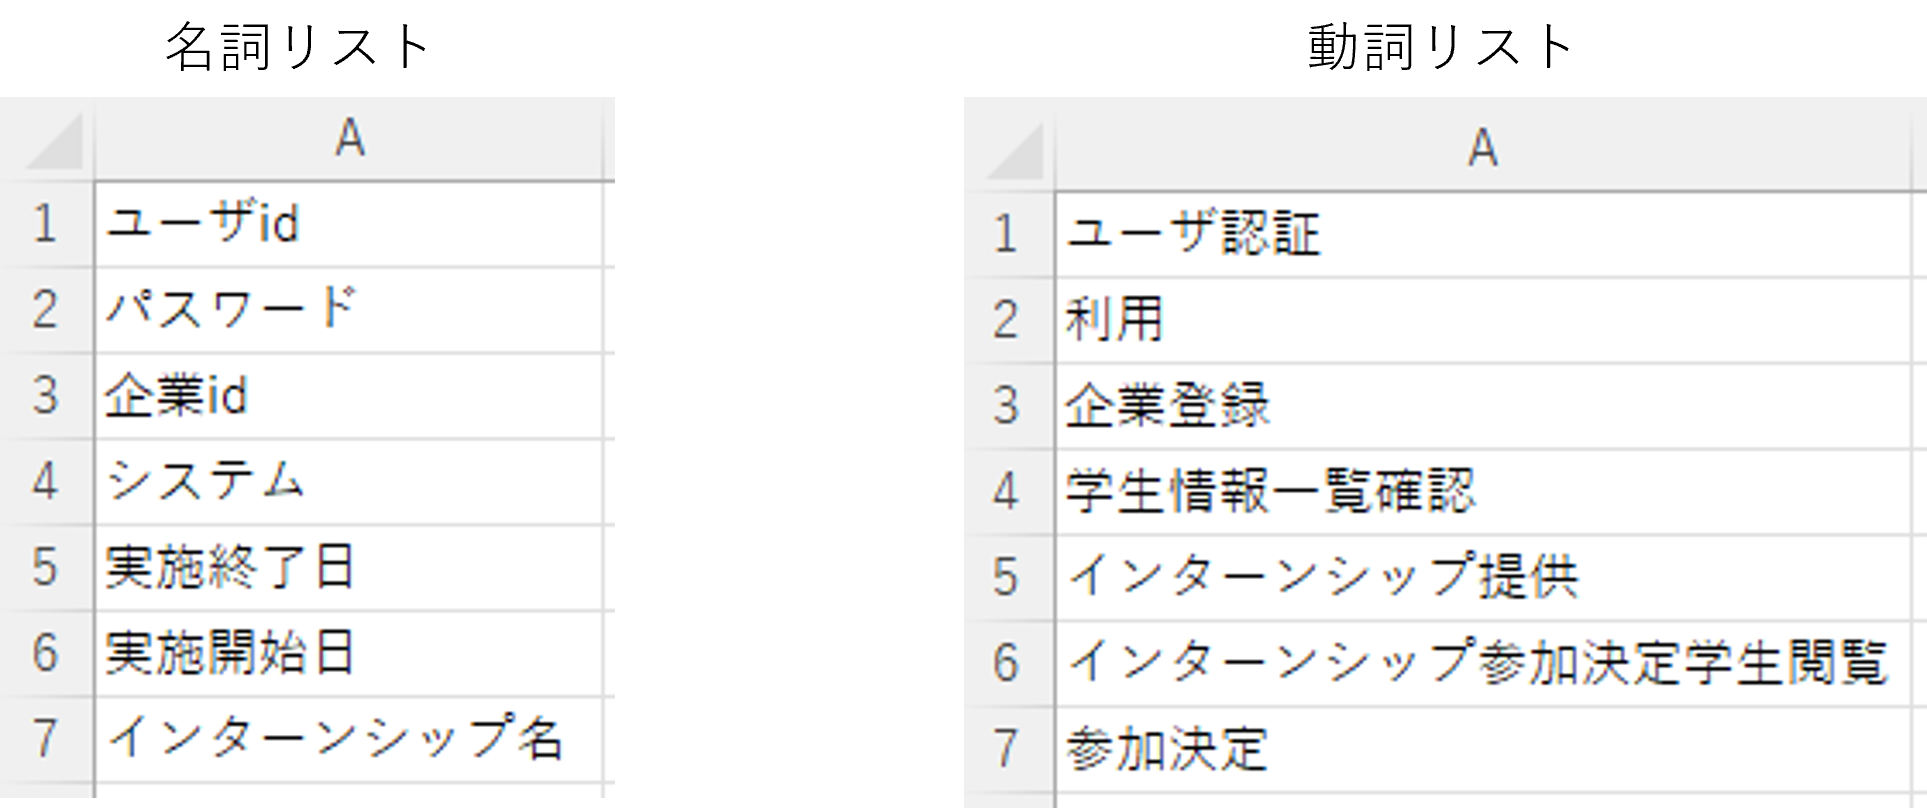 名詞リスト
A
1 ユーザid
2 パスワード
3 企業id
4 システム
5 実施終了日
6 実施開始日
7 インターンシップ名
動詞リスト
A
1 ユーザ認証
2 利用
3 企業登録
4 学生情報一覧確認
5 インターンシップ提供
6 インターンシップ参加決定学生閲覧
7 参加決定